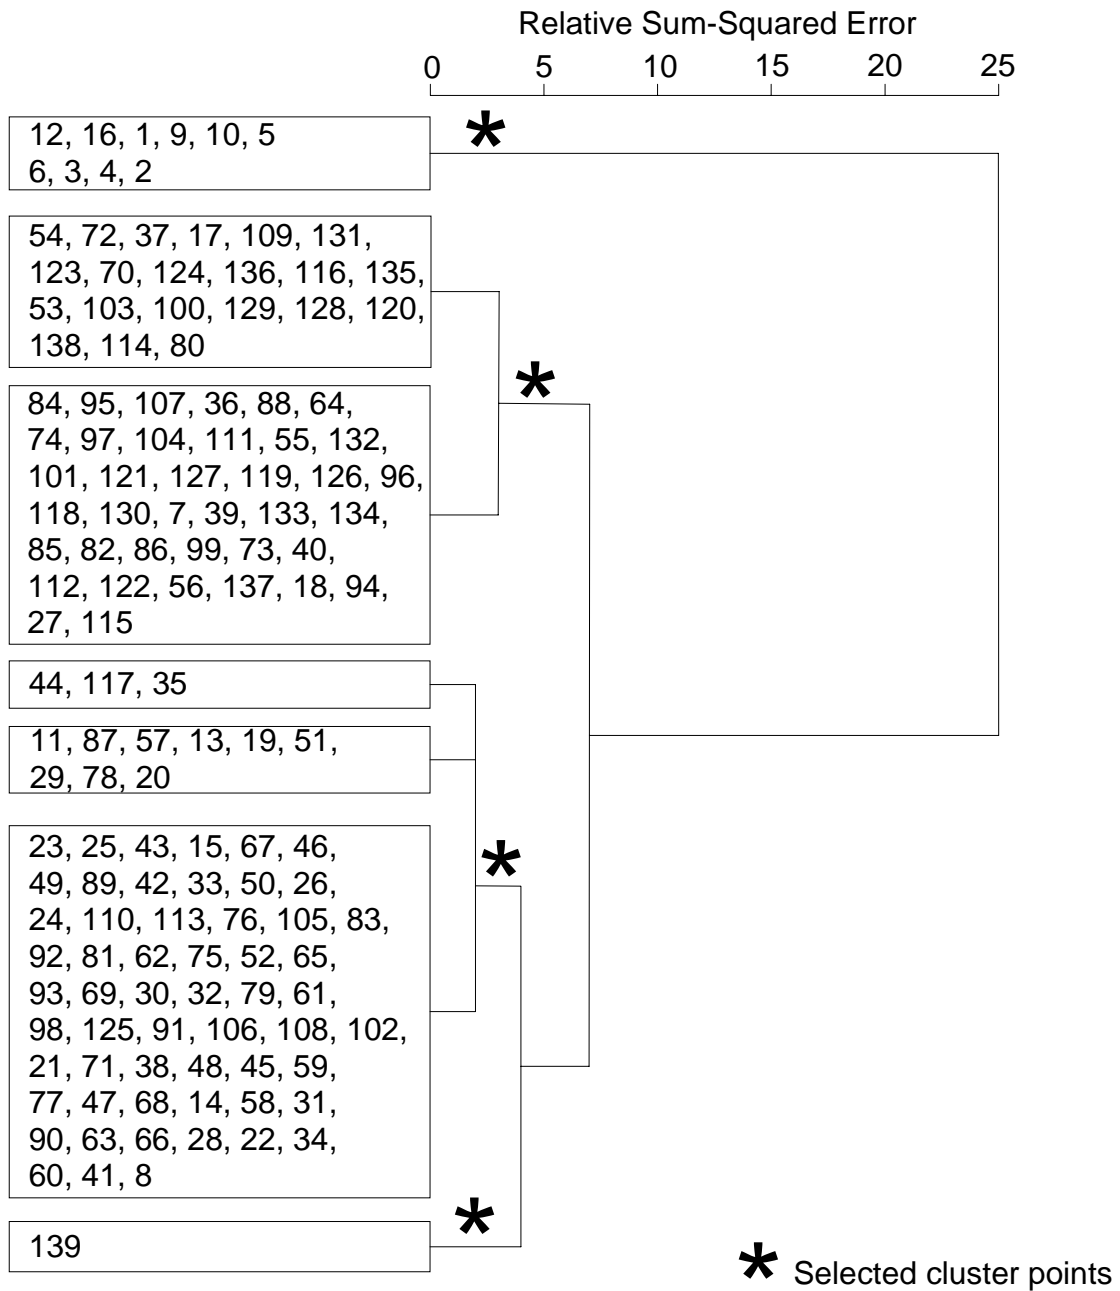 Relative Sum-Squared Error
0 5 10 15 20 25
12, 16, 1, 9, 10, 5
6, 3, 4, 2
54, 72, 37, 17, 109, 131,
123, 70, 124, 136, 116, 135,
53, 103, 100, 129, 128, 120,
138, 114, 80
84, 95, 107, 36, 88, 64,
74, 97, 104, 111, 55, 132,
101, 121, 127, 119, 126, 96,
118, 130, 7, 39, 133, 134,
85, 82, 86, 99, 73, 40,
112, 122, 56, 137, 18, 94,
27, 115
44, 117, 35
11, 87, 57, 13, 19, 51,
29, 78, 20
23, 25, 43, 15, 67, 46,
49, 89, 42, 33, 50, 26,
24, 110, 113, 76, 105, 83,
92, 81, 62, 75, 52, 65,
93, 69, 30, 32, 79, 61,
98, 125, 91, 106, 108, 102,
21, 71, 38, 48, 45, 59,
77, 47, 68, 14, 58, 31,
90, 63, 66, 28, 22, 34,
60, 41, 8
139
* Selected cluster points